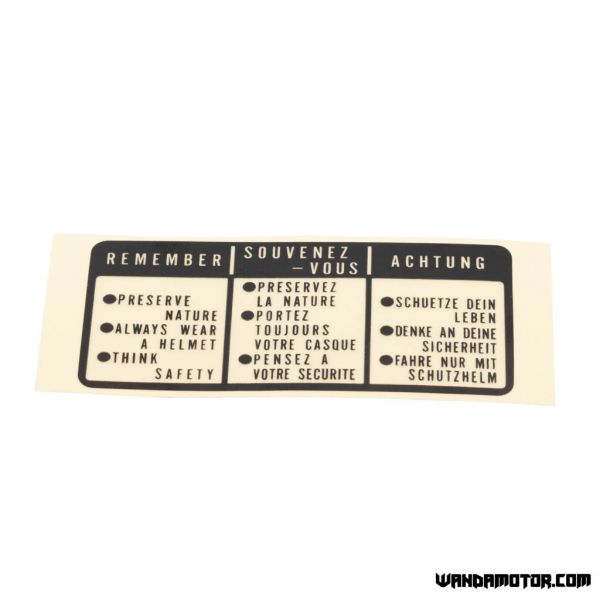 REMEMBER
● PRESERVE
NATURE
● ALWAYS WEAR
A HELMET
● THINK
SAFETY
SOUVENEZ
– VOUS
● PRESERVEZ
LA NATURE
● PORTEZ
TOUJOURS
VOTRE CASQUE
● PENSEZ A
VOTRE SECURITE
ACHTUNG
● SCHUETZE DEIN
LEBEN
● DENKE AN DEINE
SICHERHEIT
● FAHRE NUR MIT
SCHUTZHELM
WANDAMOTOR.COM